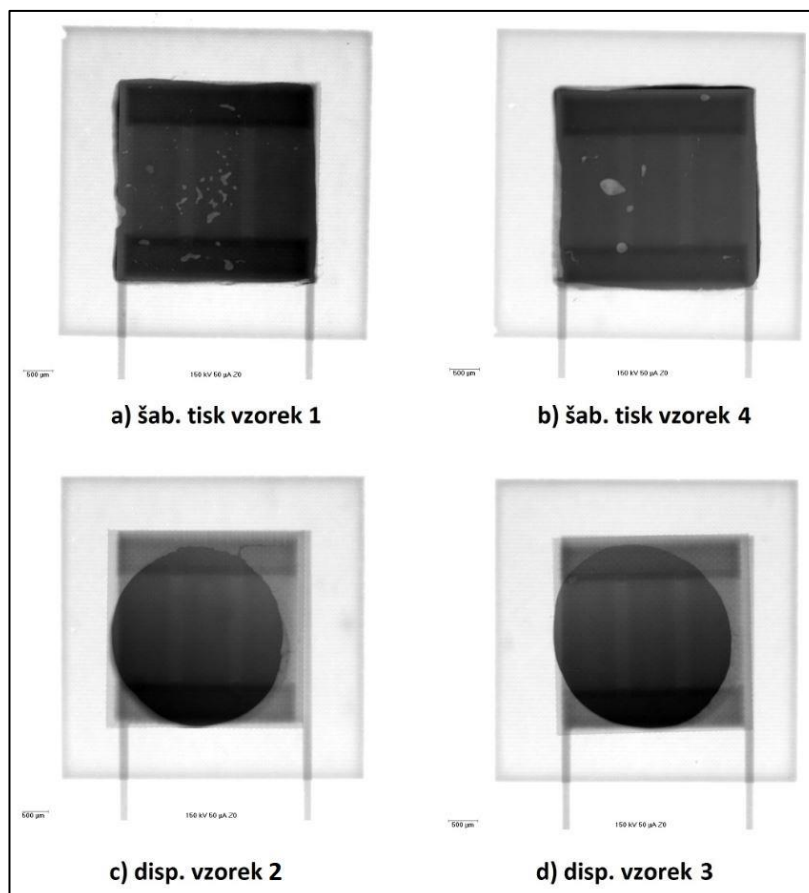 500 µm
150 kV 50 µA Z0
500 µm
150 kV 50 µA Z0
a) šab. tisk vzorek 1
b) šab. tisk vzorek 4
500 µm
150 kV 50 µA Z0
500 µm
150 kV 50 µA Z0
c) disp. vzorek 2
d) disp. vzorek 3